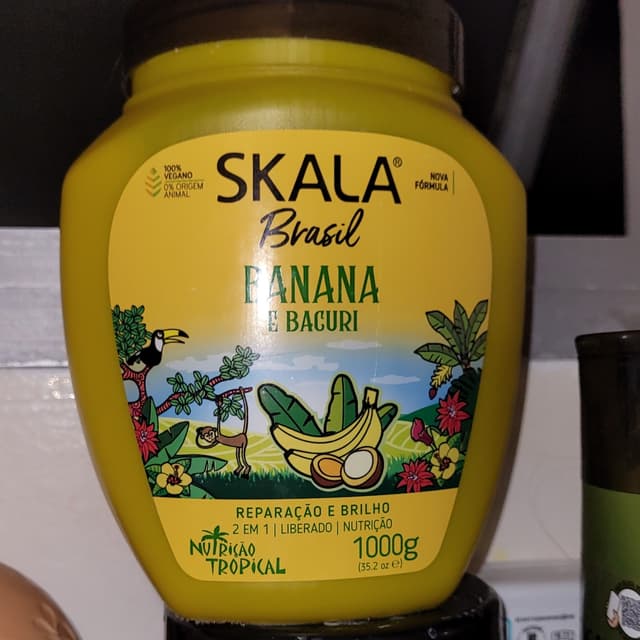 100%
VEGANO
0% ORIGEM
ANIMAL
SKALA®
NOVA
FÓRMULA
Brasil
BANANA
E BACURI
REPARAÇÃO E BRILHO
2 EM 1 | LIBERADO | NUTRIÇÃO
NUTRIÇÃO
TROPICAL
1000g
(35.2 oz ℮)